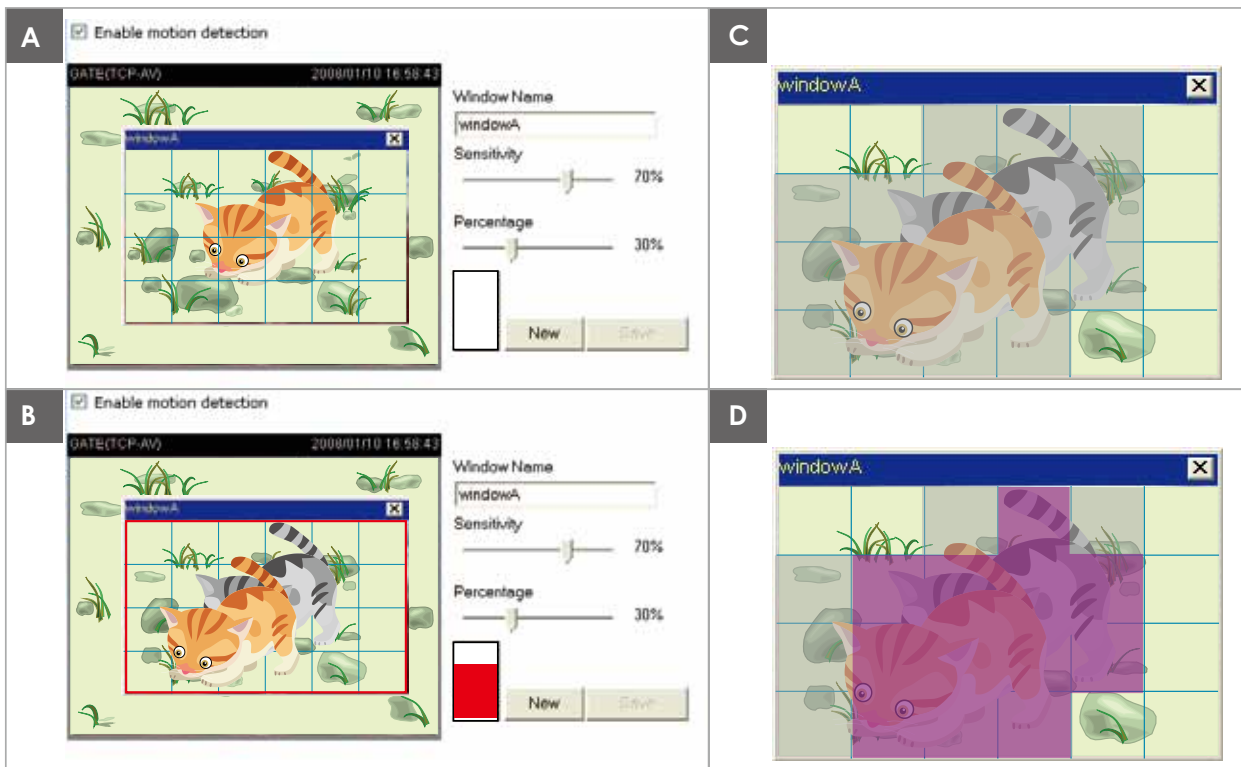 A
Enable motion detection
GATE(TCP-AV) 2008/01/10 16:58:43
windowA
Window Name
windowA
Sensitivity
70%
Percentage
30%
New Save
B
Enable motion detection
GATE(TCP-AV) 2008/01/10 16:58:43
windowA
Window Name
windowA
Sensitivity
70%
Percentage
30%
New Save
C
windowA
D
windowA